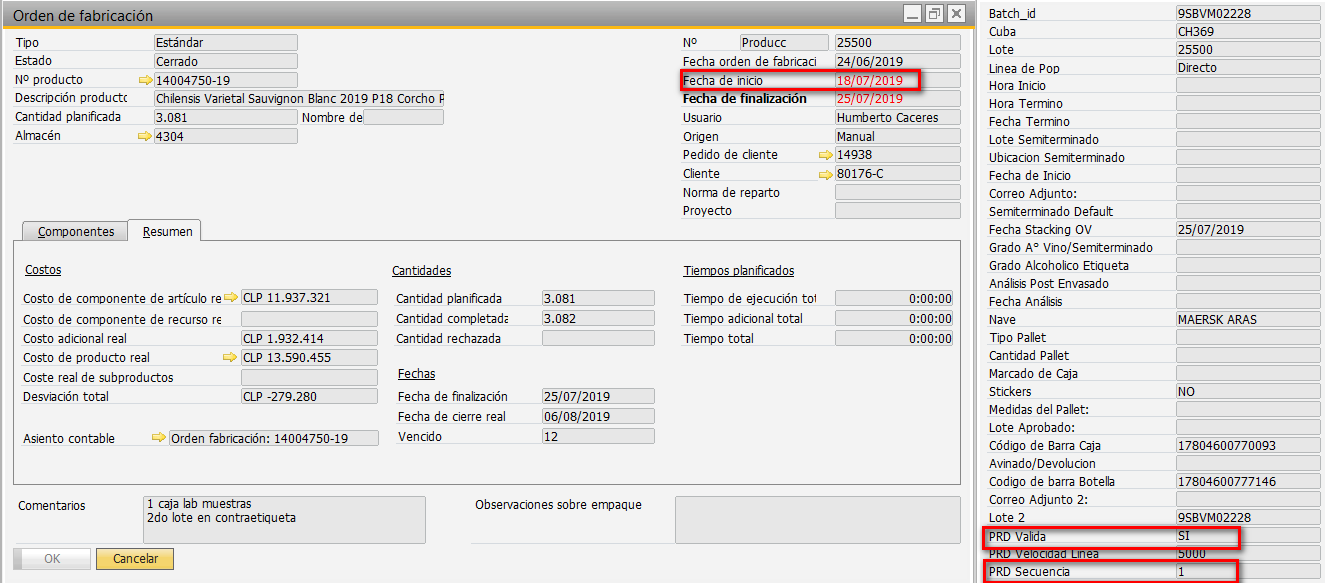 Orden de fabricación
Tipo Estándar
Estado Cerrado
Nº producto 14004750-19
Descripción producto Chilensis Varietal Sauvignon Blanc 2019 P18 Corcho P
Cantidad planificada 3.081 Nombre de
Almacén 4304
Nº Producc 25500
Fecha orden de fabricaci 24/06/2019
Fecha de inicio 18/07/2019
Fecha de finalización 25/07/2019
Usuario Humberto Caceres
Origen Manual
Pedido de cliente 14938
Cliente 80176-C
Norma de reparto
Proyecto
Componentes Resumen
Costos
Costo de componente de artículo re CLP 11.937.321
Costo de componente de recurso re
Costo adicional real CLP 1.932.414
Costo de producto real CLP 13.590.455
Coste real de subproductos
Desviación total CLP -279.280
Asiento contable Orden fabricación: 14004750-19
Cantidades
Cantidad planificada 3.081
Cantidad completada 3.082
Cantidad rechazada
Fechas
Fecha de finalización 25/07/2019
Fecha de cierre real 06/08/2019
Vencido 12
Tiempos planificados
Tiempo de ejecución tot 0:00:00
Tiempo adicional total 0:00:00
Tiempo total 0:00:00
Comentarios 1 caja lab muestras
2do lote en contraetiqueta
Observaciones sobre empaque
OK Cancelar
Batch_id 9SBVM02228
Cuba CH369
Lote 25500
Linea de Pop Directo
Hora Inicio
Hora Termino
Fecha Termino
Lote Semiterminado
Ubicacion Semiterminado
Fecha de Inicio
Correo Adjunto:
Semiterminado Default
Fecha Stacking OV 25/07/2019
Grado Aº Vino/Semiterminado
Grado Alcoholico Etiqueta
Análisis Post Envasado
Fecha Análisis
Nave MAERSK ARAS
Tipo Pallet
Cantidad Pallet
Marcado de Caja
Stickers NO
Medidas del Pallet:
Lote Aprobado:
Código de Barra Caja 17804600770093
Avinado/Devolucion
Codigo de barra Botella 17804600777146
Correo Adjunto 2:
Lote 2 9SBVM02228
PRD Valida SI
PRD Velocidad Linea 5000
PRD Secuencia 1